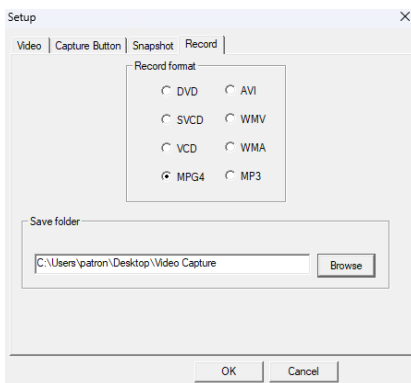 Setup
Video Capture Button Snapshot Record
Record format
DVD AVI
SVCD WMV
VCD WMA
MPG4 MP3
Save folder
C:\Users\patron\Desktop\Video Capture Browse
OK Cancel